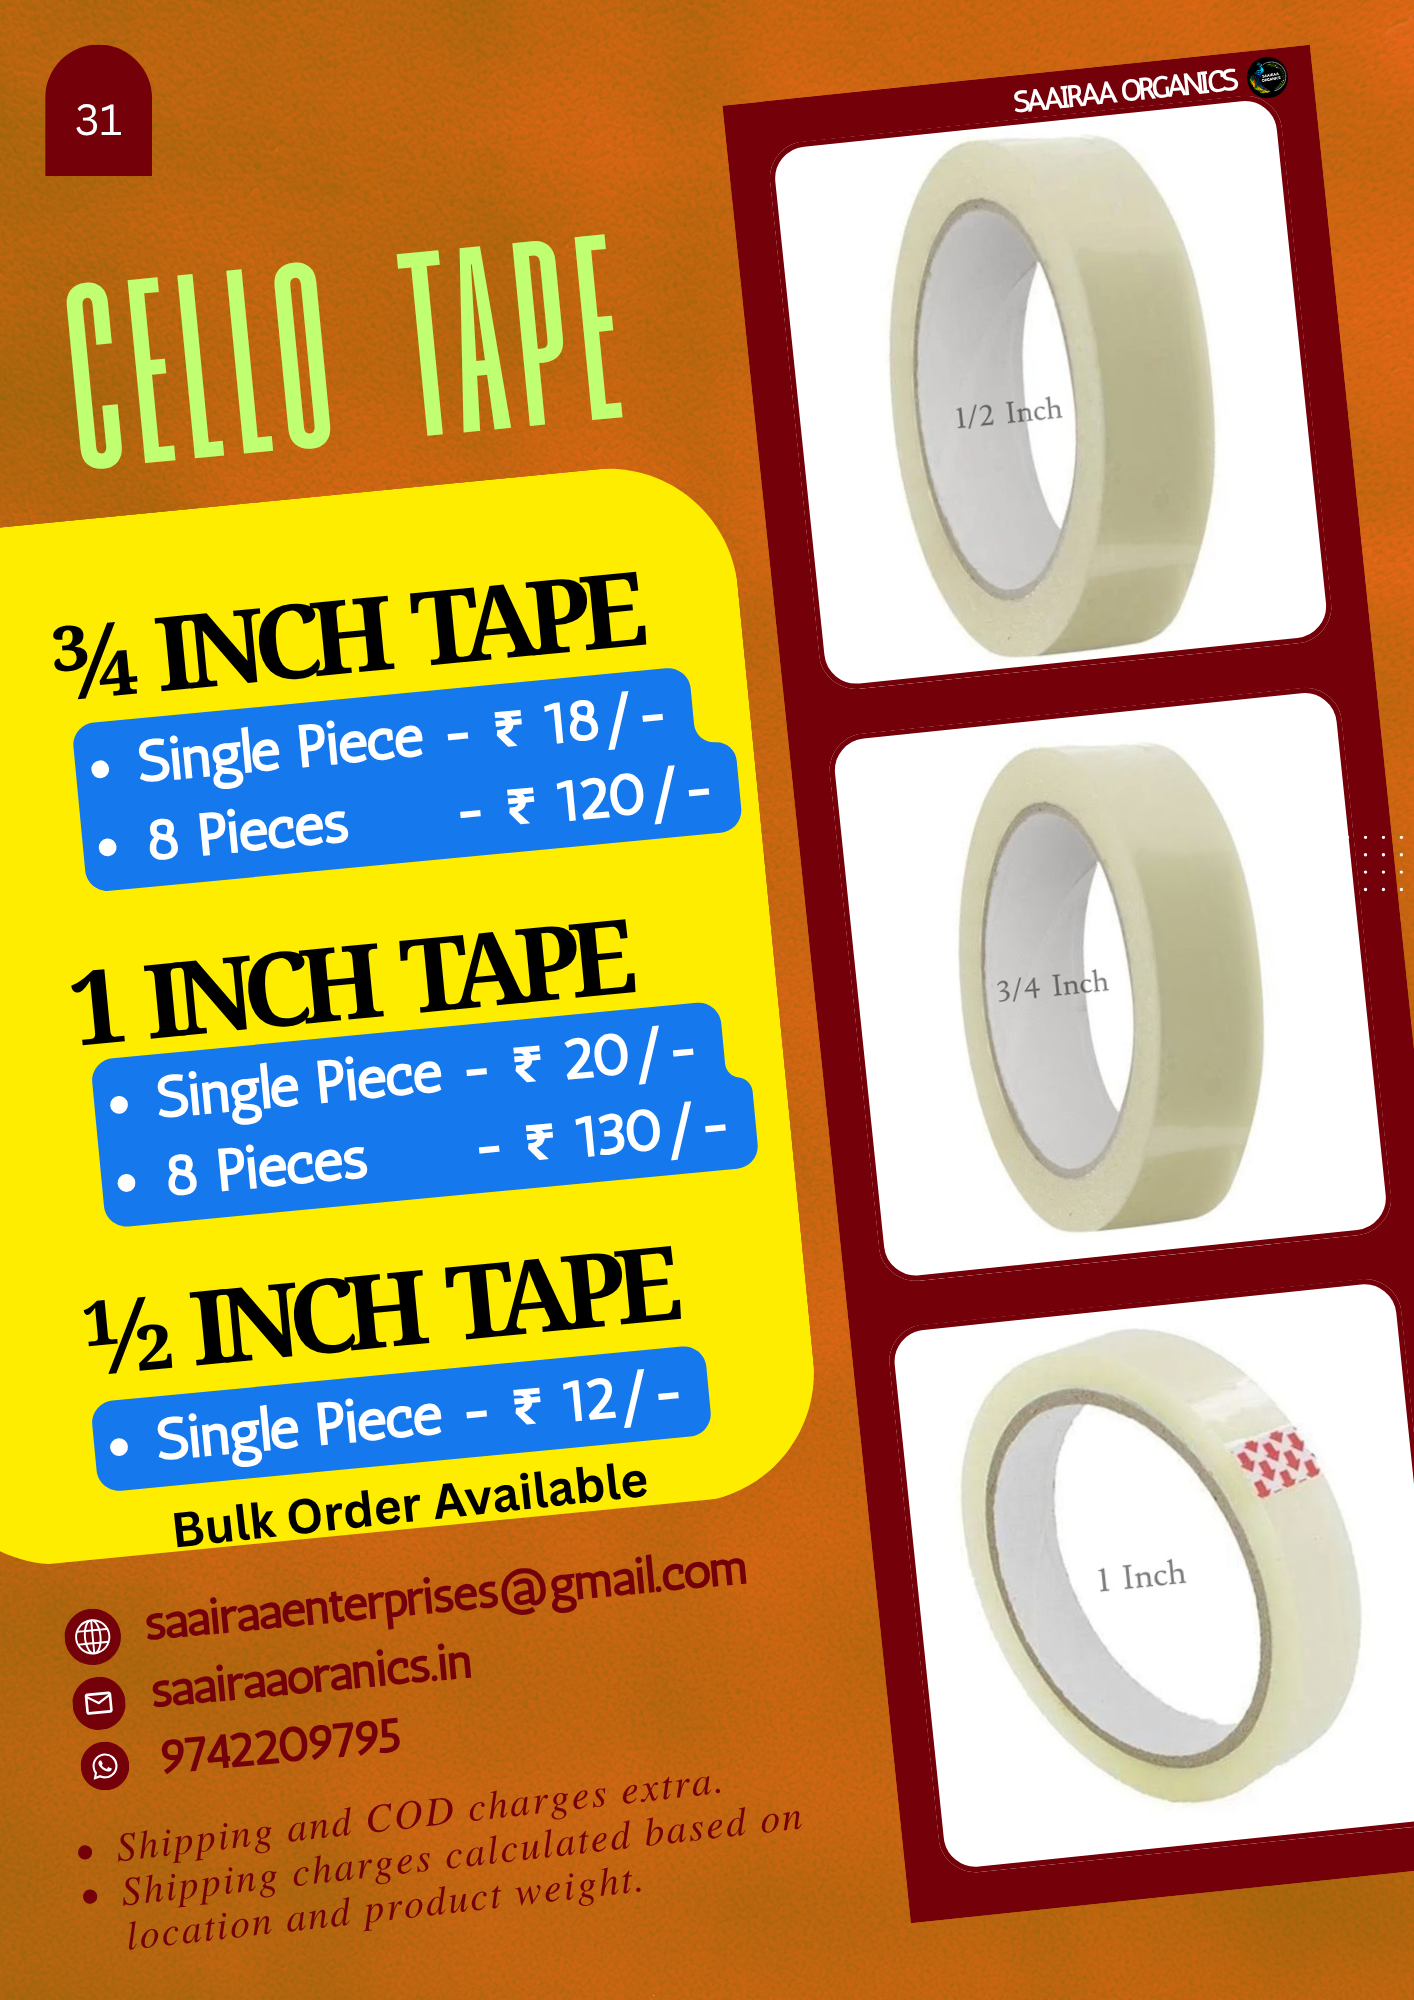 31
SAAIRAA ORGANICS
CELLO TAPE
¾ INCH TAPE
• Single Piece - ₹ 18/-
• 8 Pieces - ₹ 120/-
1 INCH TAPE
• Single Piece - ₹ 20/-
• 8 Pieces - ₹ 130/-
½ INCH TAPE
• Single Piece - ₹ 12/-
Bulk Order Available
saairaaenterprises@gmail.com
saairaaoranics.in
9742209795
• Shipping and COD charges extra.
• Shipping charges calculated based on
location and product weight.
1/2 Inch
3/4 Inch
1 Inch